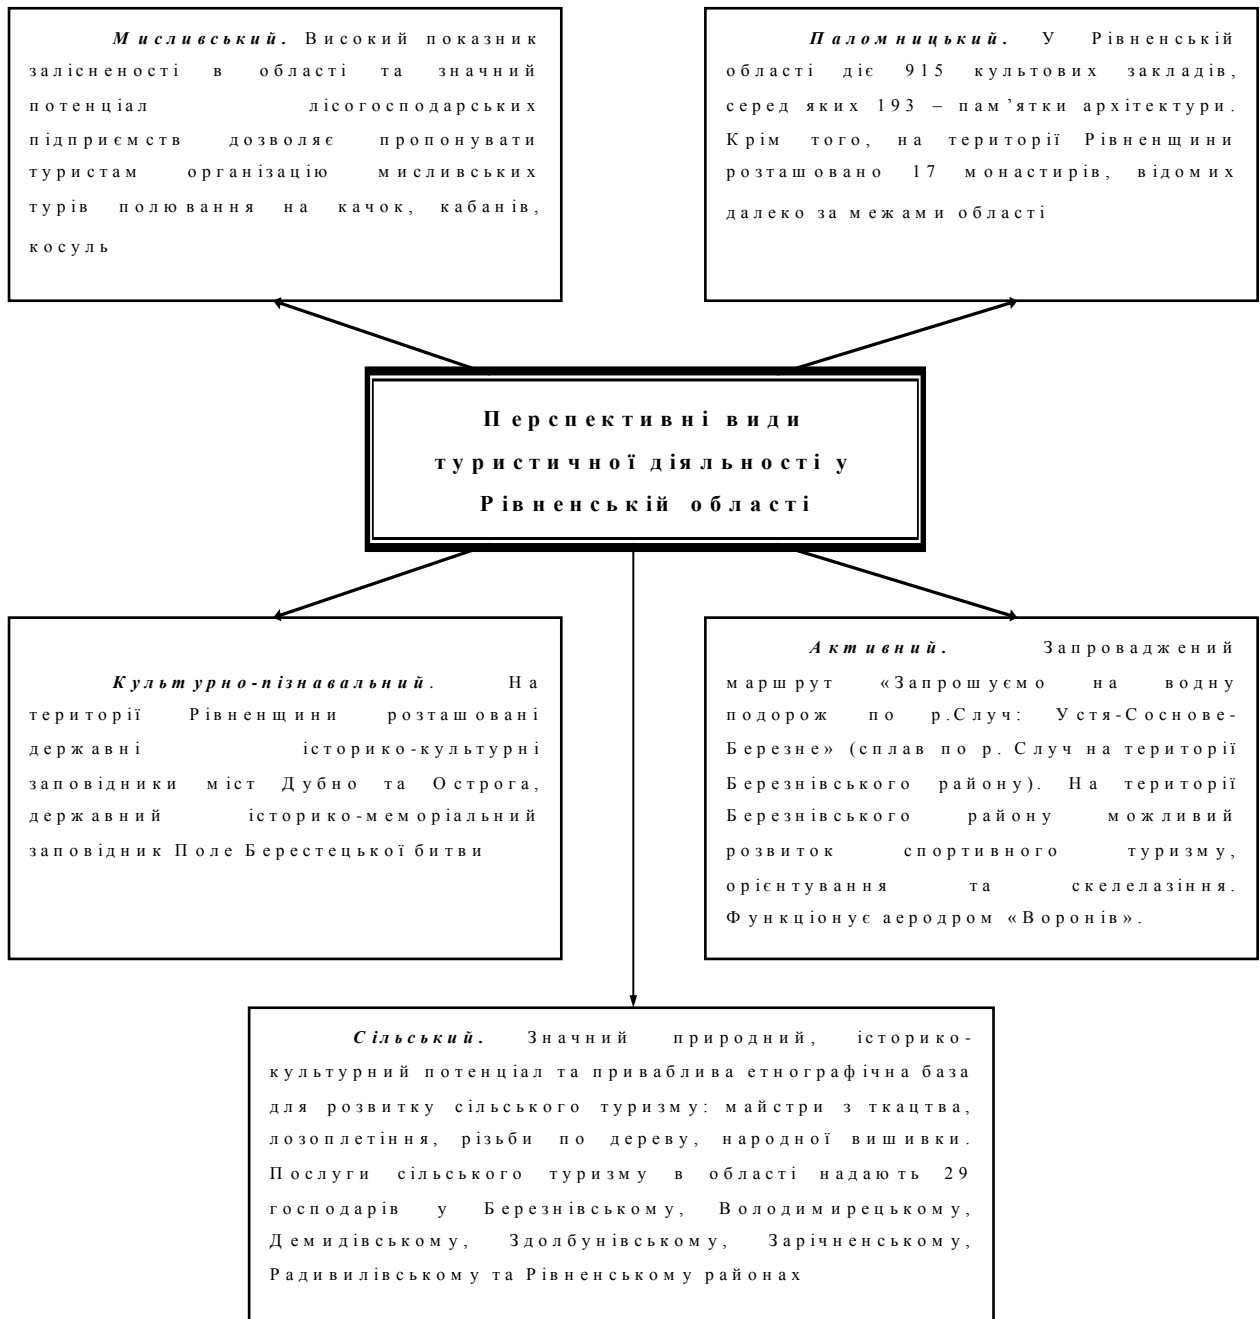 Мисливський. Високий показник
залісненості в області та значний
потенціал лісогосподарських
підприємств дозволяє пропонувати
туристам організацію мисливських
турів полювання на качок, кабанів,
косуль
Паломницький. У Рівненській
області діє 915 культових закладів,
серед яких 193 – пам’ятки архітектури.
Крім того, на території Рівненщини
розташовано 17 монастирів, відомих
далеко за межами області
Перспективні види
туристичної діяльності у
Рівненській області
Культурно-пізнавальний. На
території Рівненщини розташовані
державні історико-культурні
заповідники міст Дубно та Острога,
державний історико-меморіальний
заповідник Поле Берестецької битви
Активний. Запроваджений
маршрут «Запрошуємо на водну
подорож по р.Случ: Устя-Соснове-
Березне» (сплав по р. Случ на території
Березнівського району). На території
Березнівського району можливий
розвиток спортивного туризму,
орієнтування та скелелазіння.
Функціонує аеродром «Воронів».
Сільський. Значний природний, історико-
культурний потенціал та приваблива етнографічна база
для розвитку сільського туризму: майстри з ткацтва,
лозоплетіння, різьби по дереву, народної вишивки.
Послуги сільського туризму в області надають 29
господарів у Березнівському, Володимирецькому,
Демидівському, Здолбунівському, Зарічненському,
Радивилівському та Рівненському районах